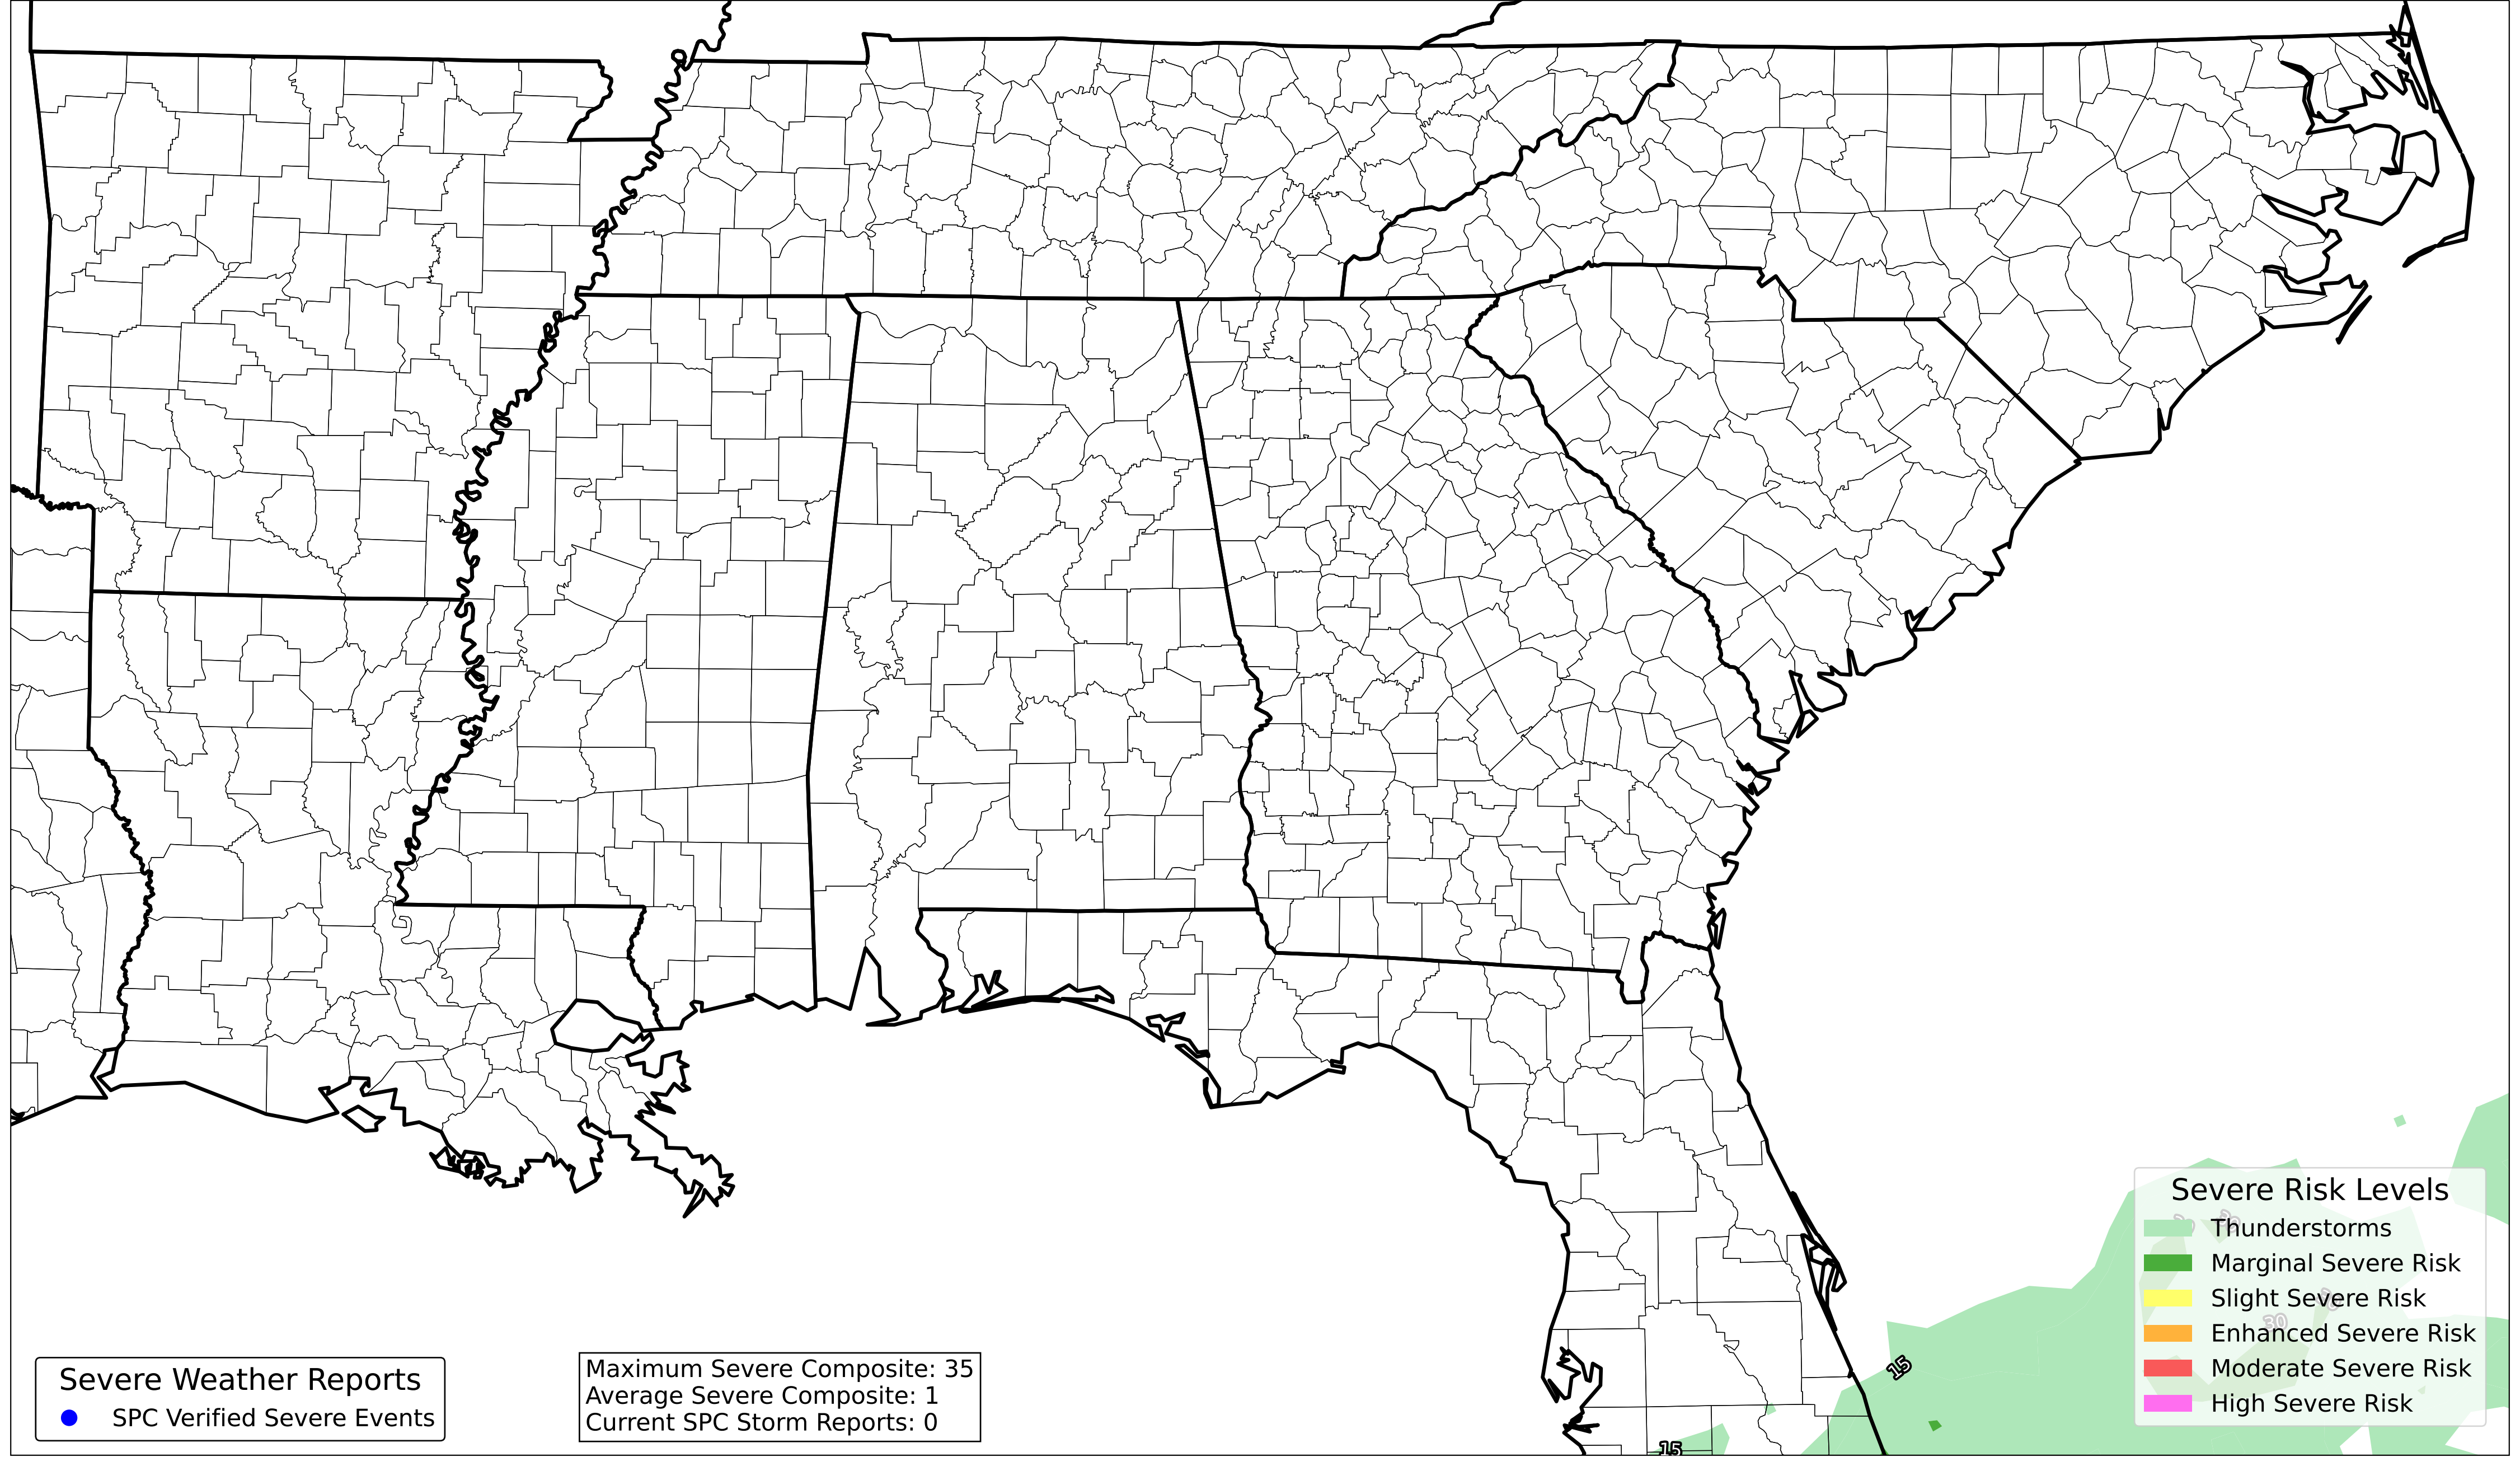 15
30
15
Severe Risk Levels
Thunderstorms
Marginal Severe Risk
Slight Severe Risk
Enhanced Severe Risk
Moderate Severe Risk
High Severe Risk
Severe Weather Reports
SPC Verified Severe Events
Maximum Severe Composite: 35
Average Severe Composite: 1
Current SPC Storm Reports: 0